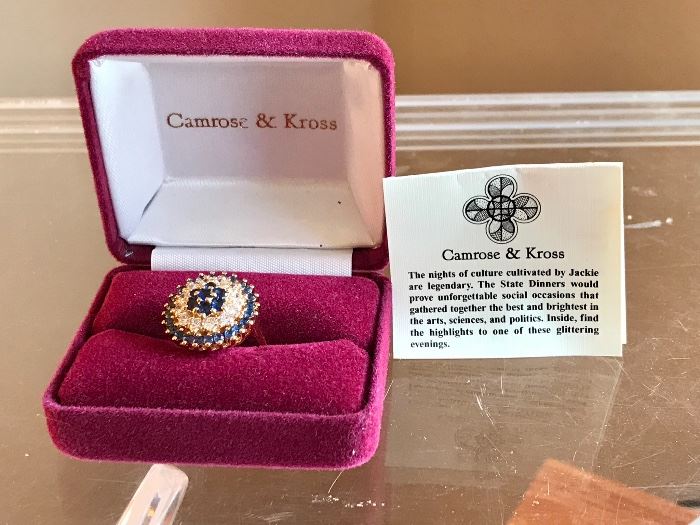 Camrose & Kross
Camrose & Kross
The nights of culture cultivated by Jackie
are legendary. The State Dinners would
prove unforgettable social occasions that
gathered together the best and brightest in
the arts, sciences, and politics. Inside, find
the highlights to one of these glittering
evenings.